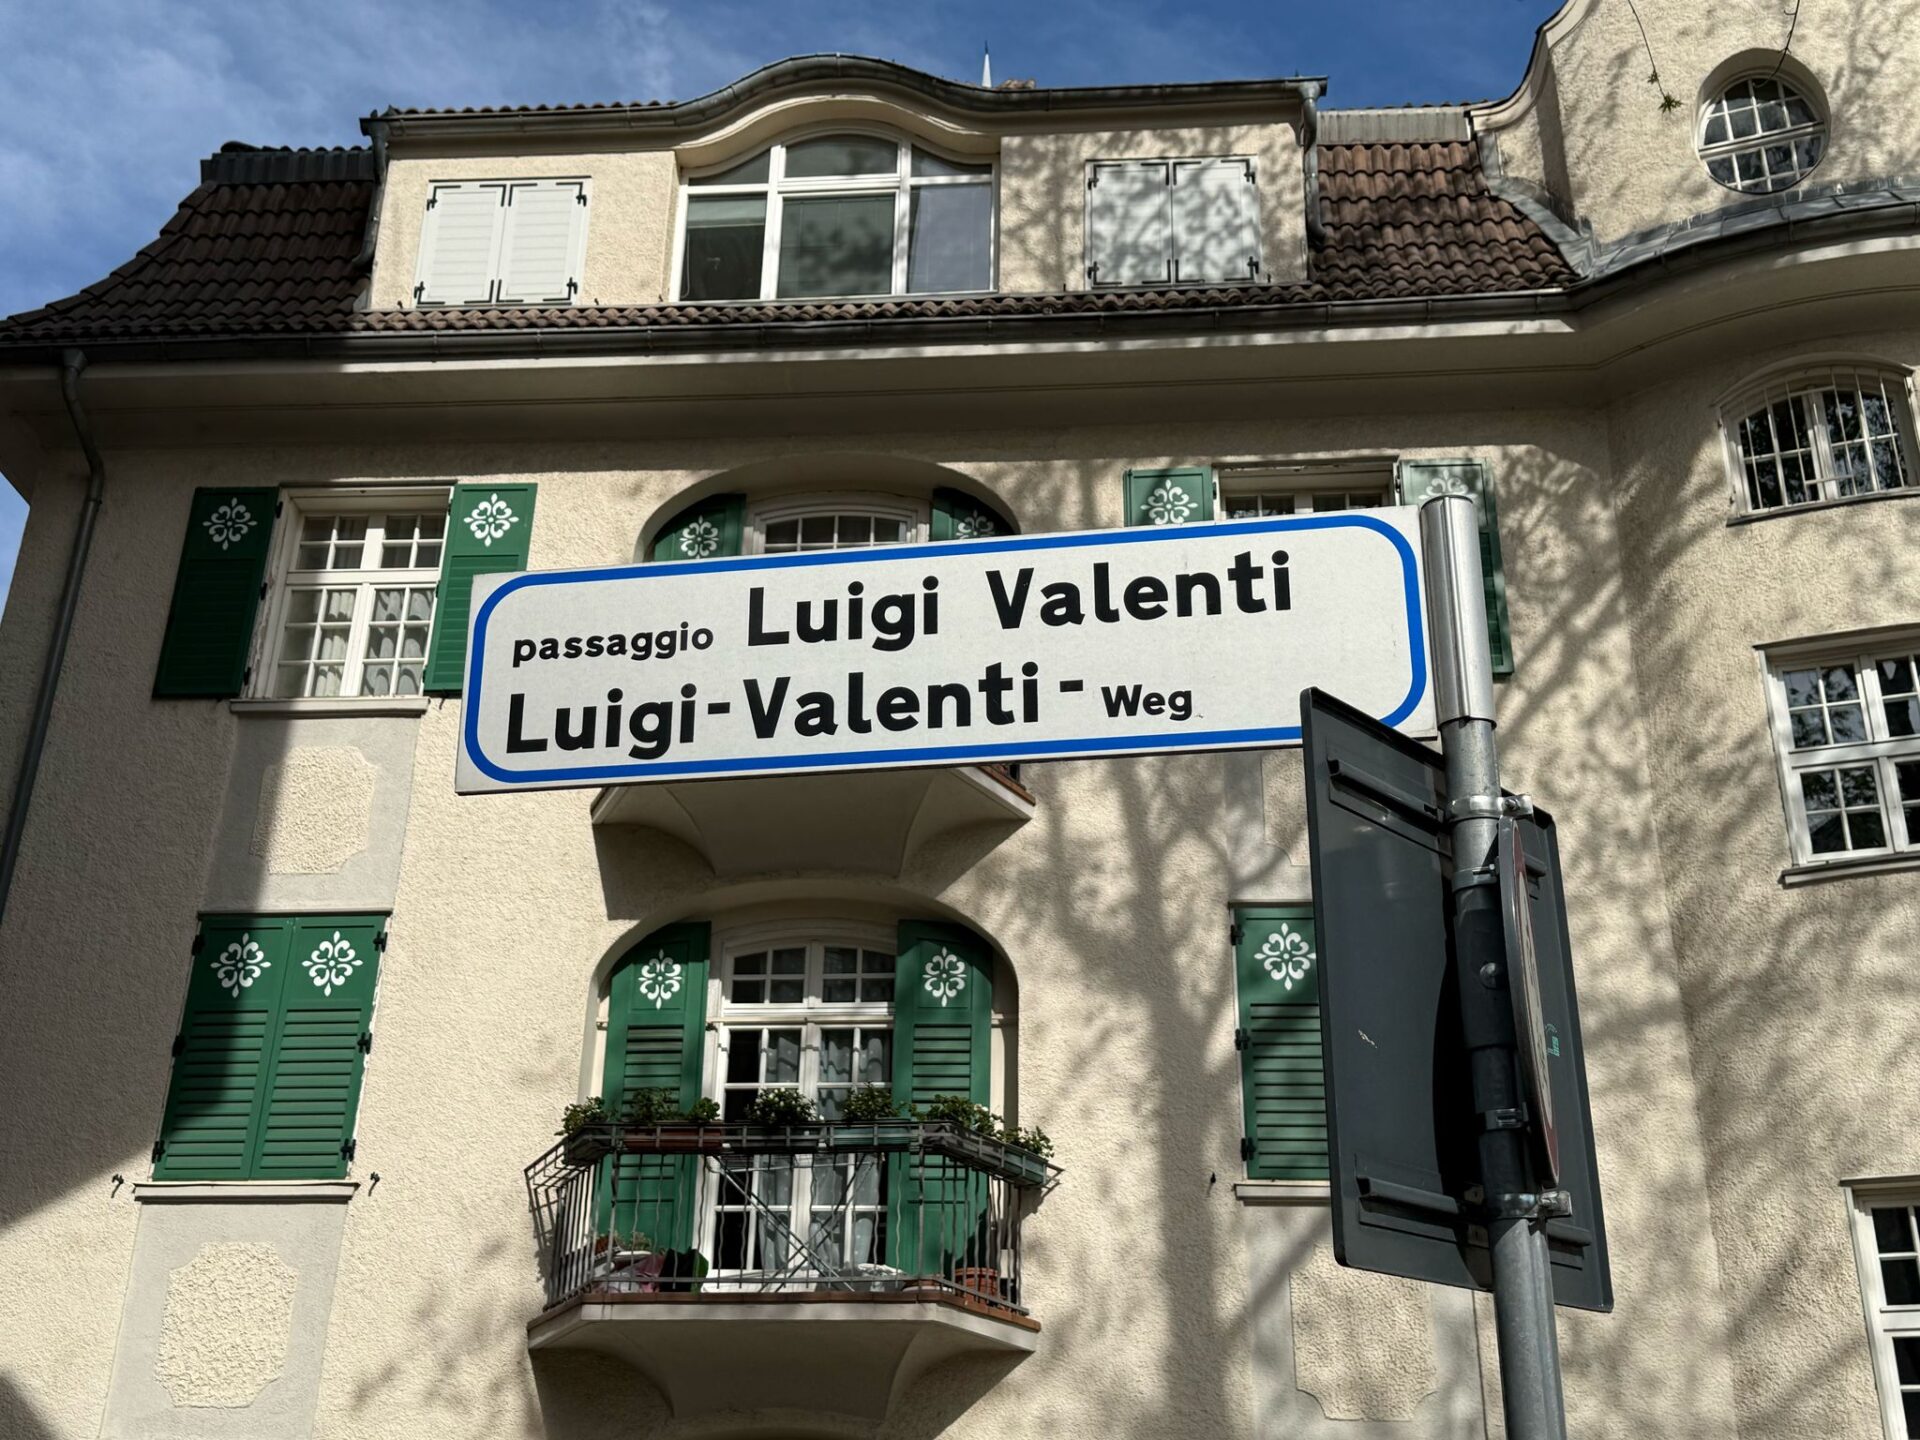 passaggio Luigi Valenti
Luigi-Valenti-Weg